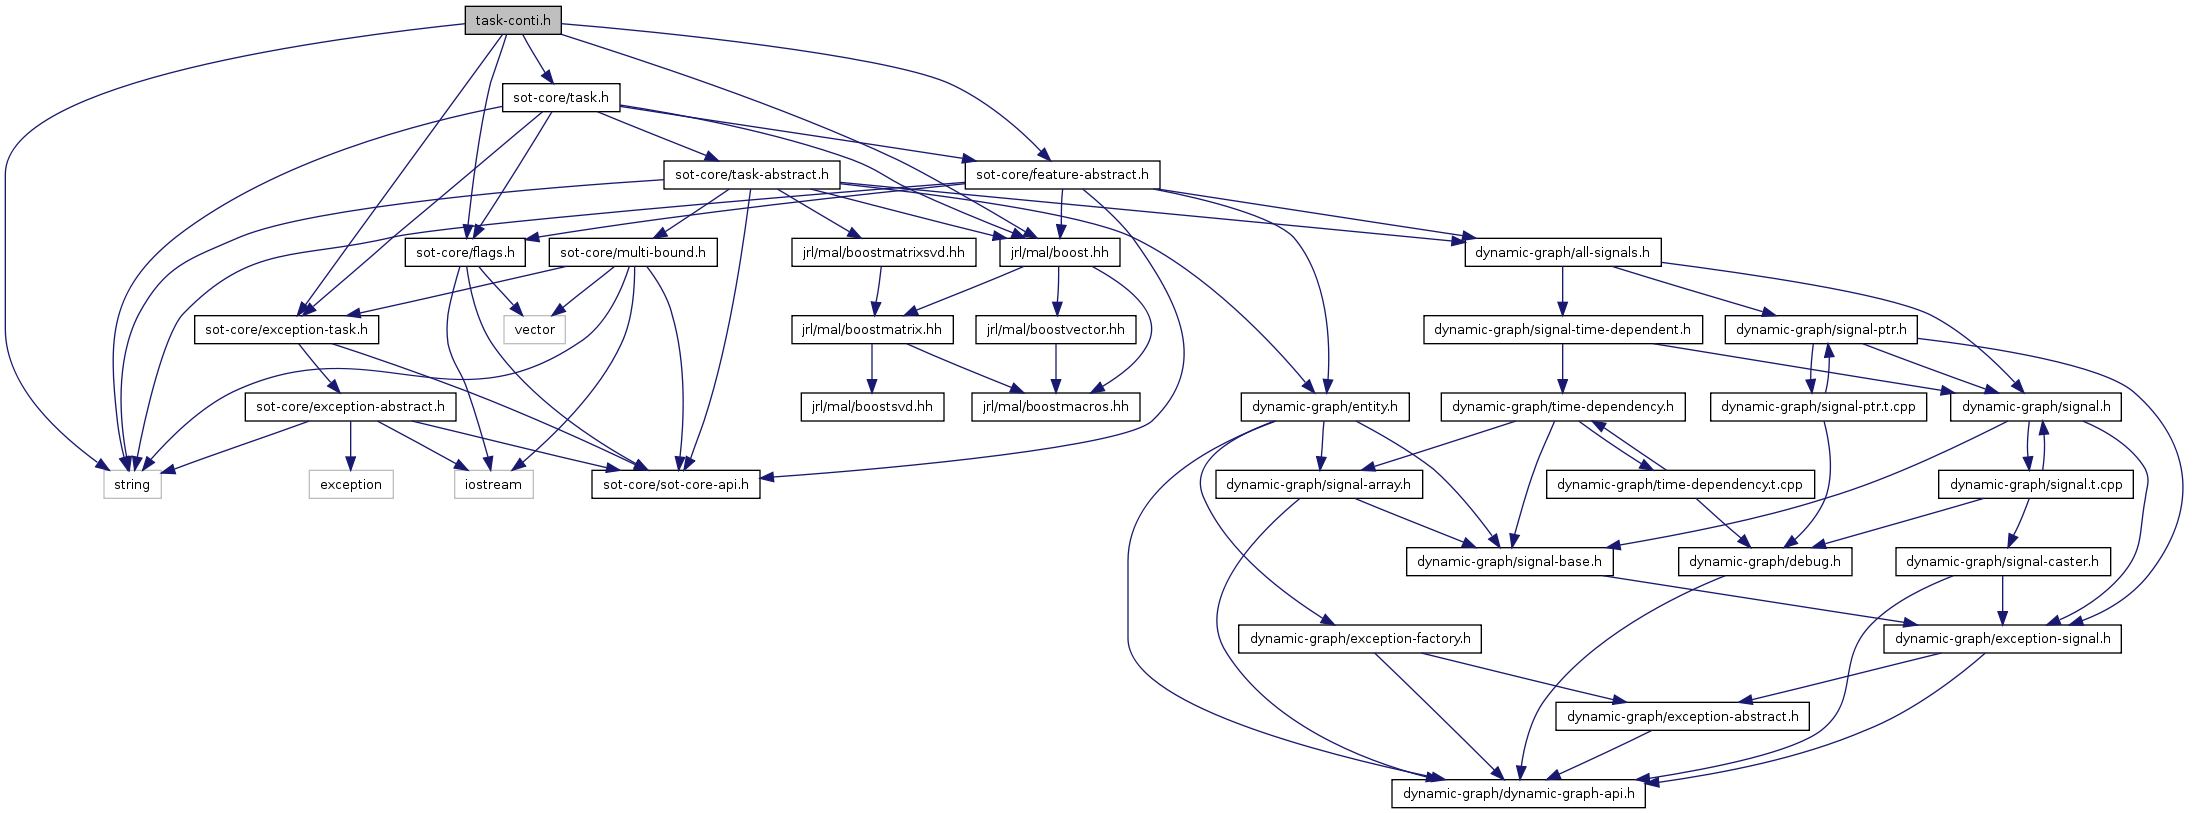 task-conti.h
sot-core/task.h
sot-core/task-abstract.h
sot-core/feature-abstract.h
sot-core/flags.h
sot-core/multi-bound.h
jrl/mal/boostmatrixsvd.hh
jrl/mal/boost.hh
dynamic-graph/all-signals.h
sot-core/exception-task.h
vector
jrl/mal/boostmatrix.hh
jrl/mal/boostvector.hh
dynamic-graph/signal-time-dependent.h
dynamic-graph/signal-ptr.h
sot-core/exception-abstract.h
jrl/mal/boostsvd.hh
jrl/mal/boostmacros.hh
dynamic-graph/entity.h
dynamic-graph/time-dependency.h
dynamic-graph/signal-ptr.t.cpp
dynamic-graph/signal.h
string
exception
iostream
sot-core/sot-core-api.h
dynamic-graph/signal-array.h
dynamic-graph/time-dependency.t.cpp
dynamic-graph/signal.t.cpp
dynamic-graph/signal-base.h
dynamic-graph/debug.h
dynamic-graph/signal-caster.h
dynamic-graph/exception-factory.h
dynamic-graph/exception-signal.h
dynamic-graph/exception-abstract.h
dynamic-graph/dynamic-graph-api.h